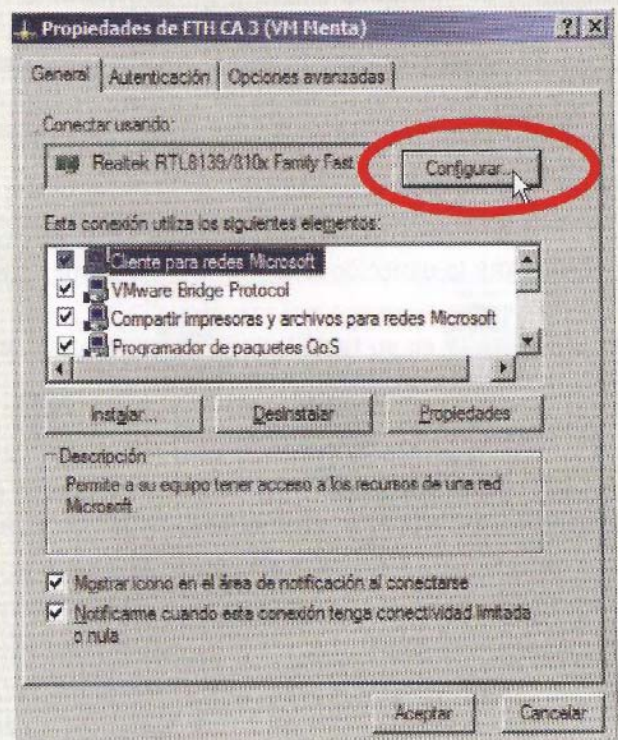 Propiedades de ETH CA 3 (VM Menta)
General
Autenticación
Opciones avanzadas
Conectar usando:
Realtek RTL8139/810x Family Fast
Configurar...
Esta conexión utiliza los siguientes elementos:
Cliente para redes Microsoft
VMware Bridge Protocol
Compartir impresoras y archivos para redes Microsoft
Programador de paquetes QoS
Instalar...
Desinstalar
Propiedades
Descripción
Permite a su equipo tener acceso a los recursos de una red
Microsoft
Mostrar icono en el área de notificación al conectarse
Notificarme cuando esta conexión tenga conectividad limitada
o nula
Aceptar
Cancelar